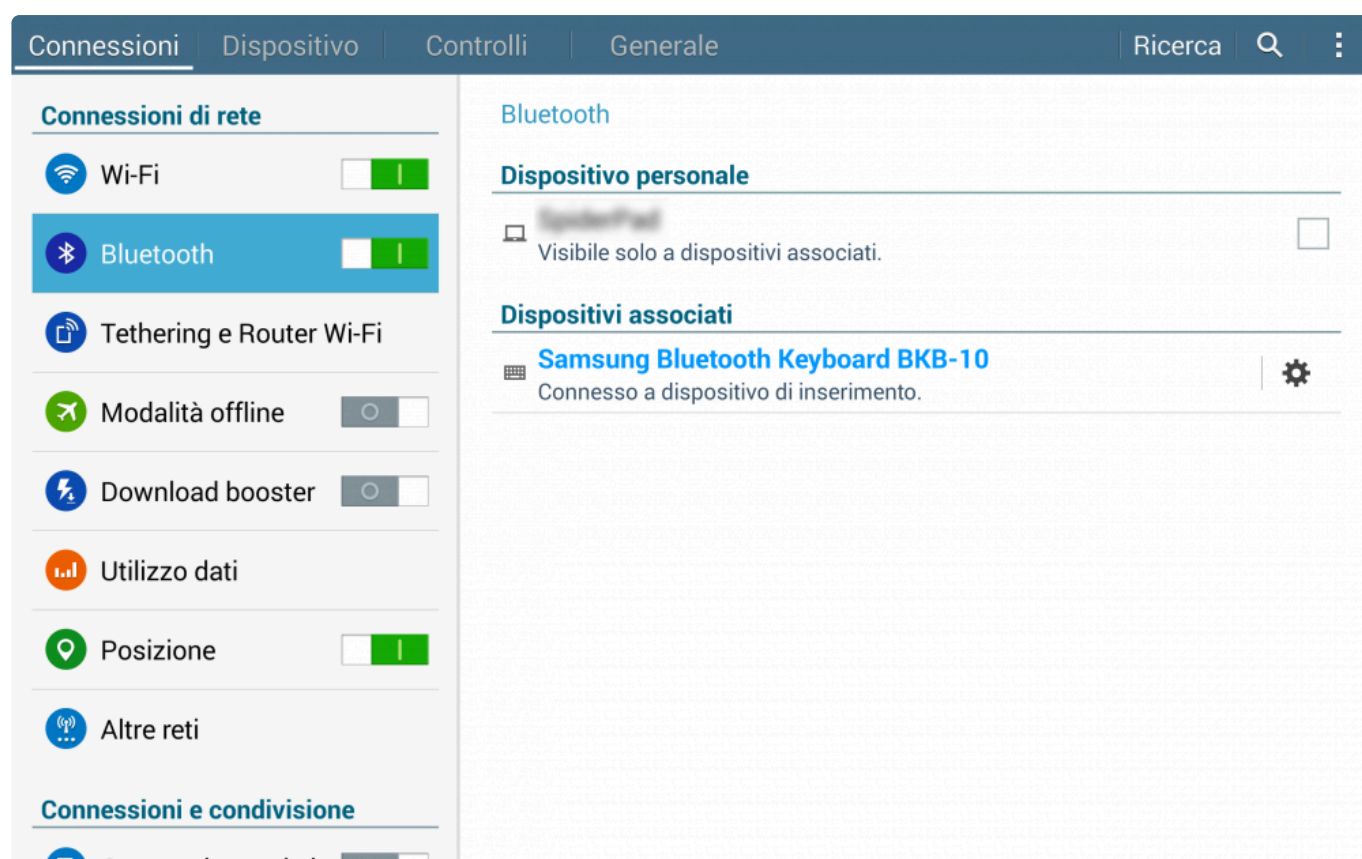 Connessioni Dispositivo Controlli Generale Ricerca
Connessioni di rete
Wi-Fi
Bluetooth
Tethering e Router Wi-Fi
Modalità offline
Download booster
Utilizzo dati
Posizione
Altre reti
Connessioni e condivisione
Bluetooth
Dispositivo personale
Visibile solo a dispositivi associati.
Dispositivi associati
Samsung Bluetooth Keyboard BKB-10
Connesso a dispositivo di inserimento.